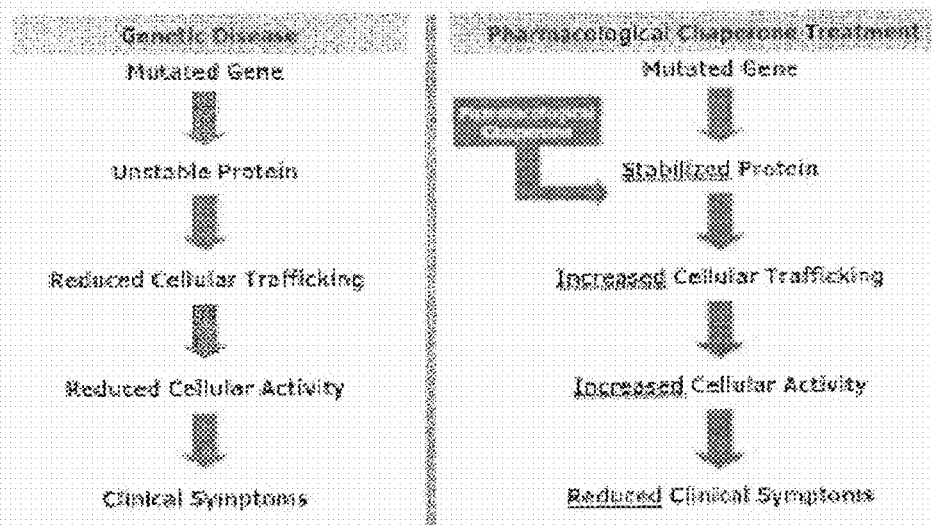 Genetic Disease
Mutated Gene
Unstable Protein
Reduced Cellular Trafficking
Reduced Cellular Activity
Clinical Symptoms
Pharmacological Chaperone Treatment
Mutated Gene
Stabilized Protein
Increased Cellular Trafficking
Increased Cellular Activity
Reduced Clinical Symptoms